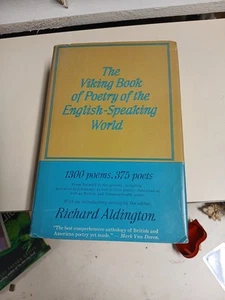 The
Viking Book
of Poetry of the
English-Speaking
World
1300 poems, 375 poets
Richard Aldington.
"The best comprehensive anthology of British and
American poetry yet made." —Mark Van Doren.